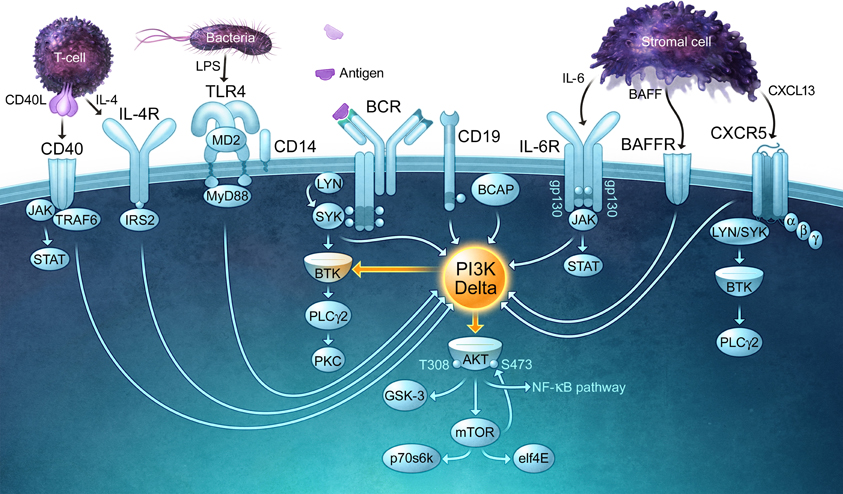 T-cell
Bacteria
Stromal cell
LPS
Antigen
CD40L
IL-4
IL-6
BAFF
CXCL13
TLR4
IL-4R
BCR
CD40
MD2
CD14
CD19
IL-6R
BAFFR
CXCR5
MyD88
LYN
BCAP
gp130
gp130
JAK
TRAF6
IRS2
SYK
JAK
LYN/SYK
α
β
γ
STAT
BTK
PI3K
Delta
STAT
BTK
PLCγ2
PLCγ2
PKC
T308
AKT
S473
GSK-3
NF-κB pathway
mTOR
p70s6k
elf4E